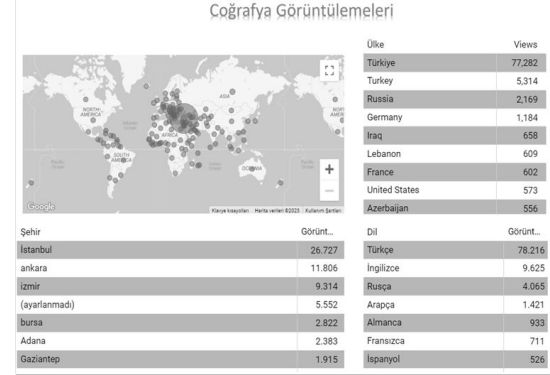 Coğrafya Görüntülemeleri
Ülke Views
Türkiye 77,282
Turkey 5,314
Russia 2,169
Germany 1,184
Iraq 658
Lebanon 609
France 602
United States 573
Azerbaijan 556
NORTH AMERICA
ASIA
AFRICA
SOUTH AMERICA
OCEANIA
Google
Klavye kısayolları Harita verileri ©2023 Kullanım Şartları
Şehir Görünt...
İstanbul 26.727
ankara 11.806
izmir 9.314
(ayarlanmadı) 5.552
bursa 2.822
Adana 2.383
Gaziantep 1.915
Dil Görünt...
Türkçe 78.216
İngilizce 9.625
Rusça 4.065
Arapça 1.421
Almanca 933
Fransızca 711
İspanyol 526